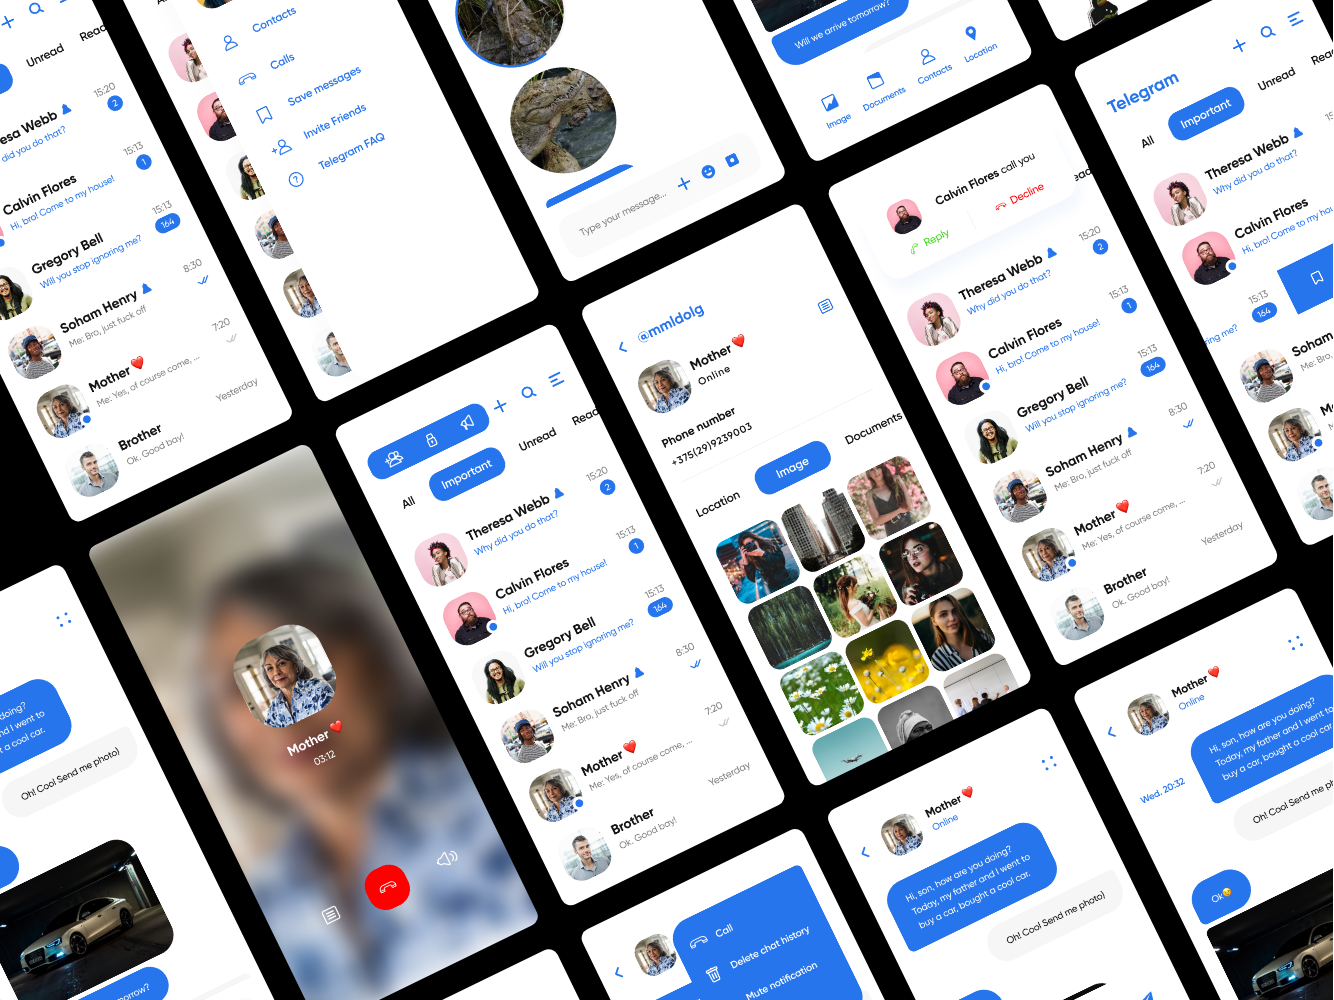 Unread
Read
15:20
2
Theresa Webb
did you do that?
15:13
1
Calvin Flores
Hi, bro! Come to my house!
15:13
164
Gregory Bell
Will you stop ignoring me?
8:30
Soham Henry
Me: Bro, just fuck off
7:20
Mother❤️
Me: Yes, of course come, ...
Yesterday
Brother
Ok. Good bay!
Contacts
Calls
Save messages
Invite Friends
Telegram FAQ
Type your message...
Will we arrive tomorrow?
Image
Documents
Contacts
Location
Telegram
All
Important
Unread
Theresa Webb
Why did you do that?
15:13
Calvin Flores
Hi, bro! Come to my
15:13
164
ing me?
Soham
Me: Bro
Brother
Calvin Flores call you
Reply
Decline
15:20
2
Theresa Webb
Why did you do that?
15:13
1
Calvin Flores
Hi, bro! Come to my house!
15:13
164
Gregory Bell
Will you stop ignoring me?
8:30
Soham Henry
Me: Bro, just fuck off
7:20
Mother❤️
Me: Yes, of course come, ...
Yesterday
Brother
Ok. Good bay!
@mmldolg
Mother❤️
Online
Phone number
+375(29)9239003
Location
Image
Documents
All
Important
Unread
Read
15:20
2
Theresa Webb
Why did you do that?
15:13
1
Calvin Flores
Hi, bro! Come to my house!
15:13
164
Gregory Bell
Will you stop ignoring me?
8:30
Soham Henry
Me: Bro, just fuck off
7:20
Mother❤️
Me: Yes, of course come, ...
Yesterday
Brother
Ok. Good bay!
Mother❤️
03:12
you doing?
and I went to
a cool car.
Oh! Cool Send me photo)
morrow?
Call
Delete chat history
Mute notification
Mother❤️
Online
Hi, son, how are you doing?
Today, my father and I went to
buy a car, bought a cool car.
Oh! Cool Send me photo)
Mother❤️
Online
Wed, 20:32
Hi, son, how are you doing?
Today, my father and I went
buy a car, bought a cool car.
Oh! Cool Send me
Ok😉